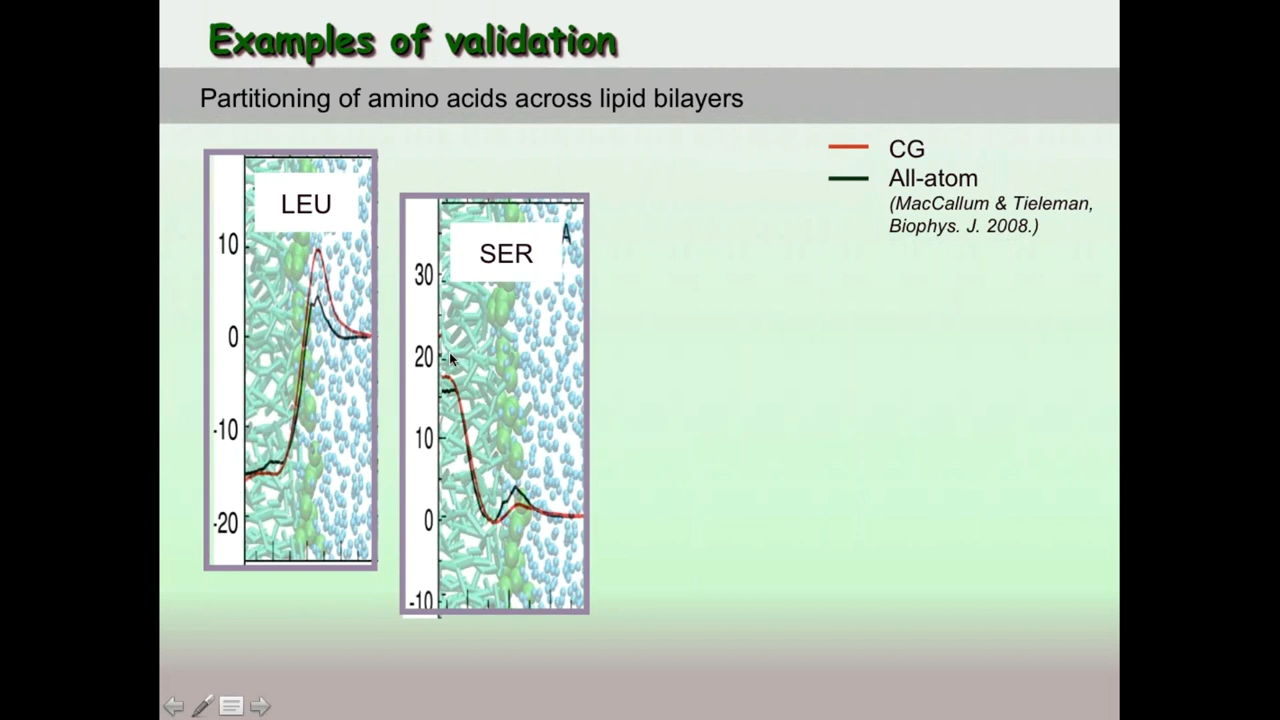 Examples of validation
Partitioning of amino acids across lipid bilayers
CG
All-atom
(MacCallum & Tieleman,
Biophys. J. 2008.)
LEU
10
0
-10
-20
SER
A
30
20
10
0
-10